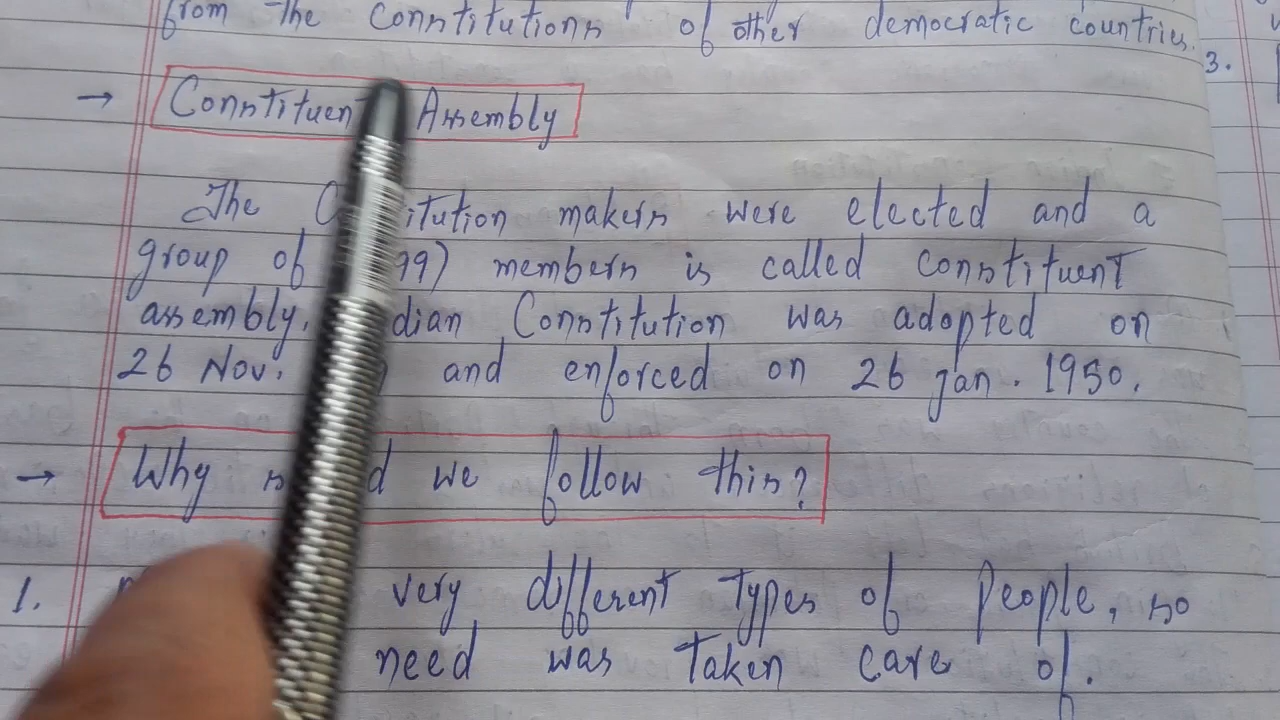 from the Constitutions of other democratic countries.
3.
→ Constituent Assembly
The itution makers were elected and a
group of 99) members is called constituent
assembly. dian Constitution was adopted on
26 Nov. and enforced on 26 Jan. 1950.
→ Why we follow this?
1. very different types of people, so
need was taken care of.